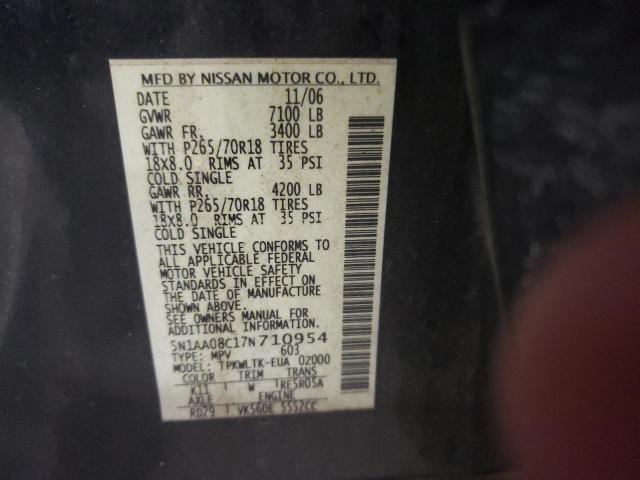 MFD BY NISSAN MOTOR CO., LTD.
DATE 11/06
GVWR 7100 LB
GAWR FR. 3400 LB
WITH P265/70R18 TIRES
18X8.0 RIMS AT 35 PSI
COLD SINGLE
GAWR RR. 4200 LB
WITH P265/70R18 TIRES
18X8.0 RIMS AT 35 PSI
COLD SINGLE
THIS VEHICLE CONFORMS TO
ALL APPLICABLE FEDERAL
MOTOR VEHICLE SAFETY
STANDARDS IN EFFECT ON
THE DATE OF MANUFACTURE
SHOWN ABOVE.
SEE OWNERS MANUAL FOR
ADDITIONAL INFORMATION.
5N1AA08C17N710954
TYPE: MPV 603
MODEL: TPKWLTK-EUA 02000
COLOR TRIM TRANS
K11 W RE5R05A
AXLE ENGINE
RD29 VK56DE 5552CC